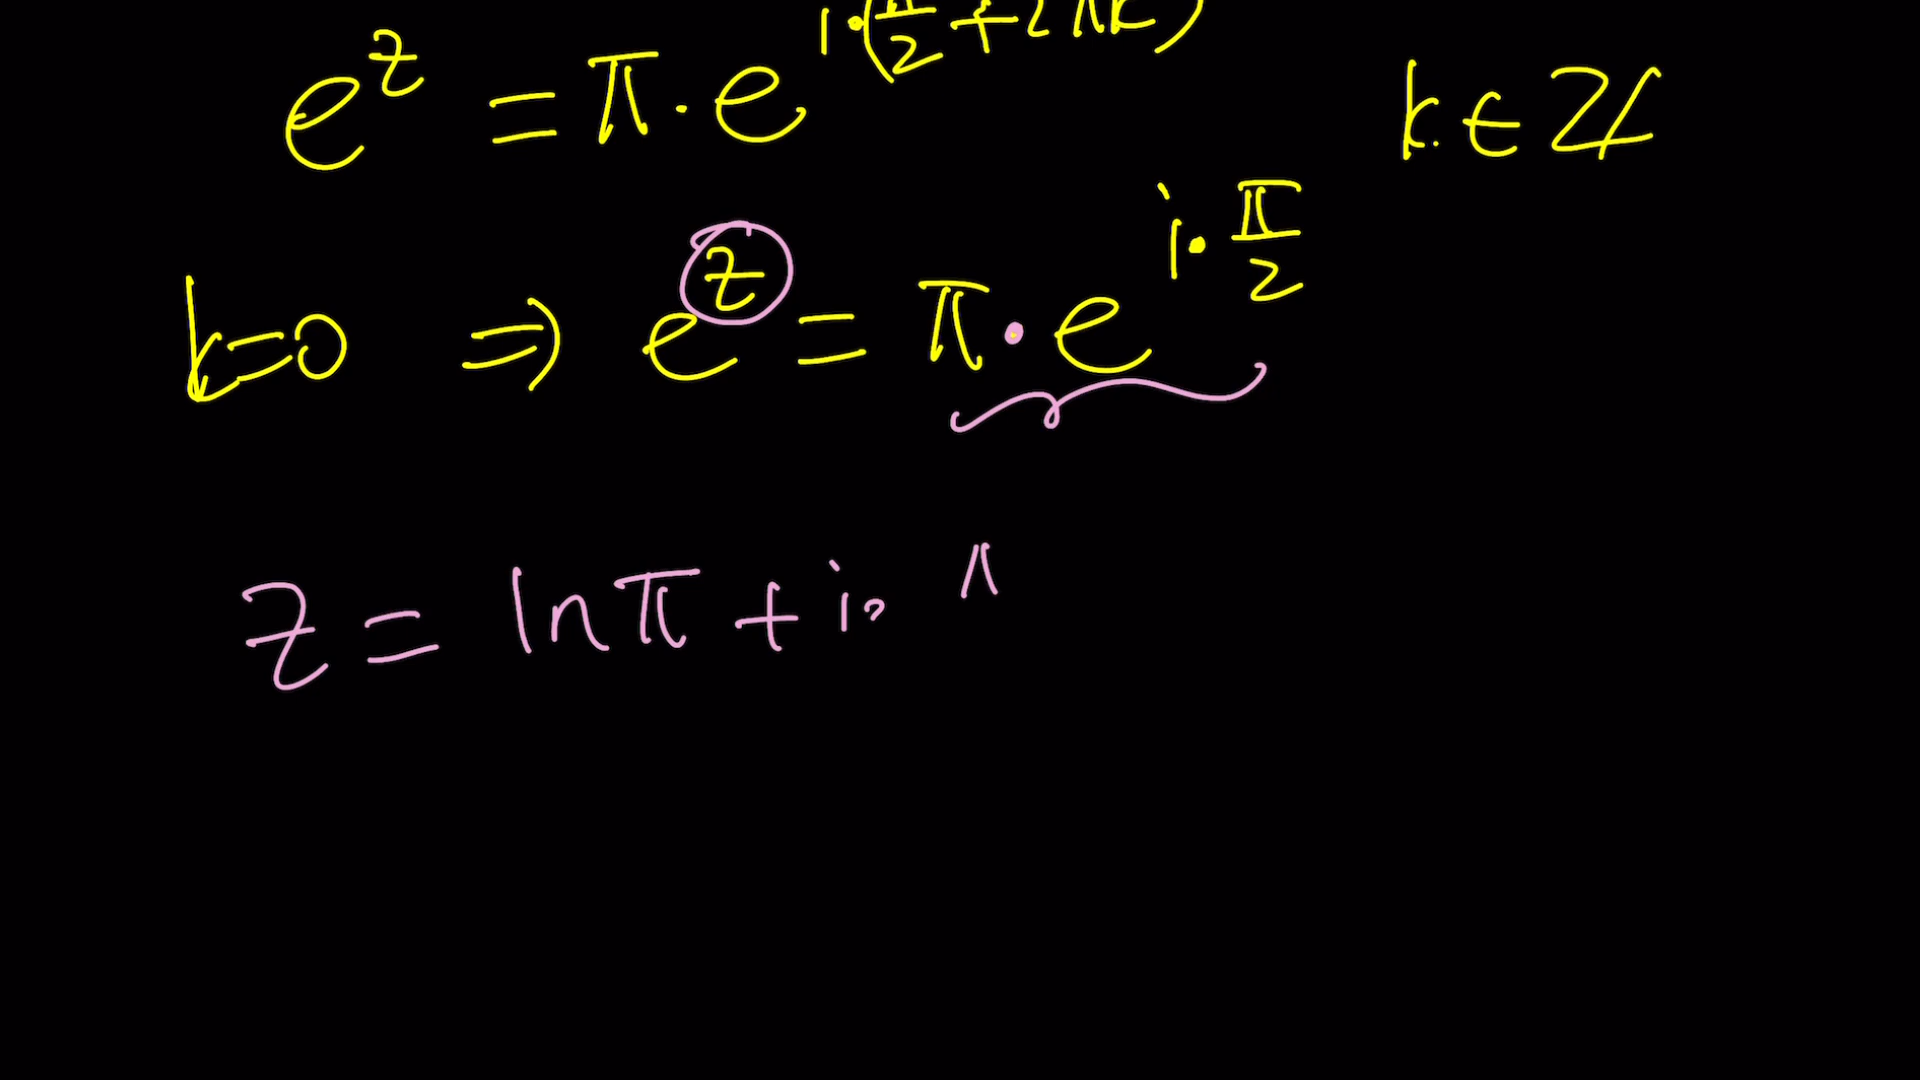 e^z = π · e^{i·(π/2 + 2πk)} k ∈ ℤ
k=0 ⇒ e^z = π · e^{i·π/2}
z = ln π + i ·